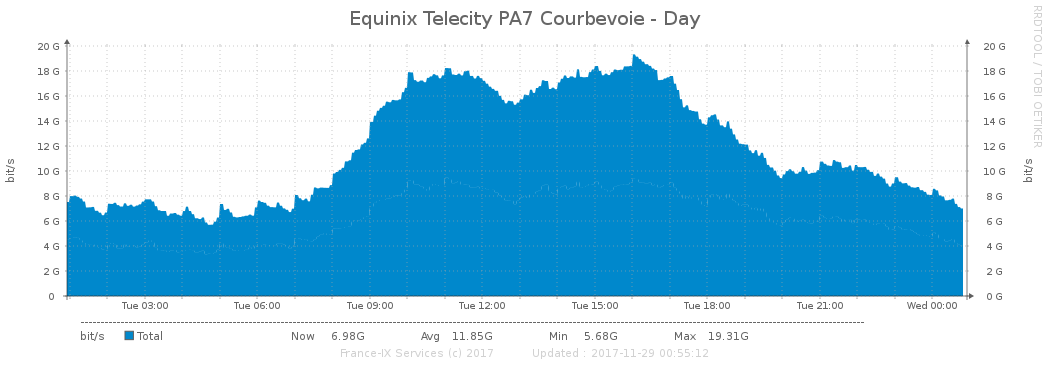 Equinix Telecity PA7 Courbevoie - Day
RRDTOOL / TOBI OETIKER
bit/s
20 G
18 G
16 G
14 G
12 G
10 G
8 G
6 G
4 G
2 G
0
20 G
18 G
16 G
14 G
12 G
10 G
8 G
6 G
4 G
2 G
0 G
bit/s
Tue 03:00 Tue 06:00 Tue 09:00 Tue 12:00 Tue 15:00 Tue 18:00 Tue 21:00 Wed 00:00
bit/s Total Now 6.98G Avg 11.85G Min 5.68G Max 19.31G
France-IX Services (c) 2017 Updated : 2017-11-29 00:55:12